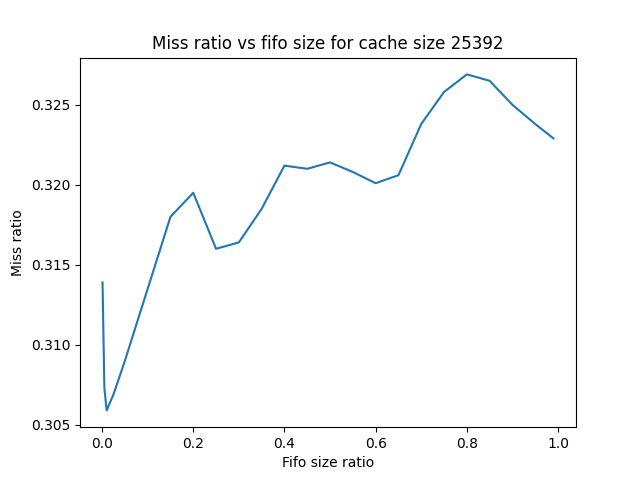 Miss ratio vs fifo size for cache size 25392
Miss ratio
0.325
0.320
0.315
0.310
0.305
0.0 0.2 0.4 0.6 0.8 1.0
Fifo size ratio